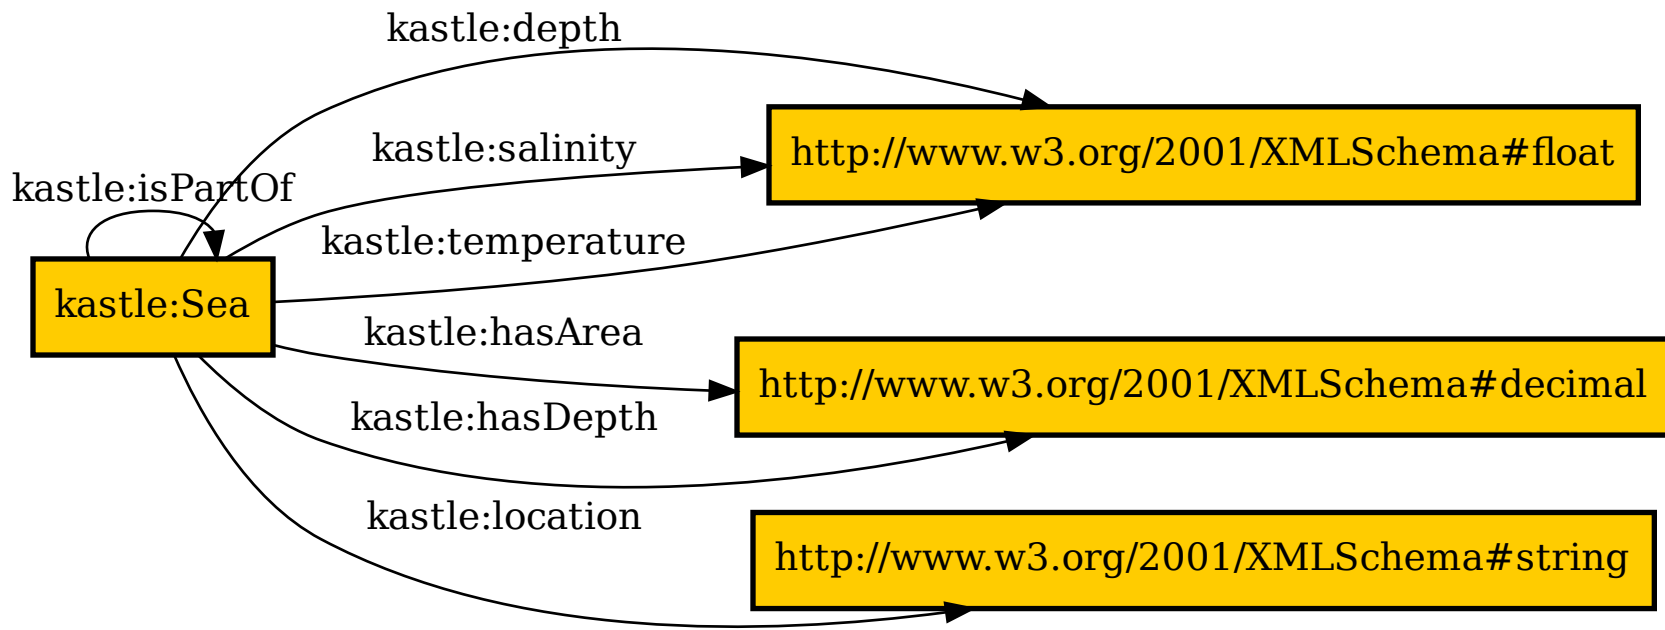 kastle:depth
kastle:salinity
http://www.w3.org/2001/XMLSchema#float
kastle:isPartOf
kastle:temperature
kastle:Sea
kastle:hasArea
http://www.w3.org/2001/XMLSchema#decimal
kastle:hasDepth
kastle:location
http://www.w3.org/2001/XMLSchema#string